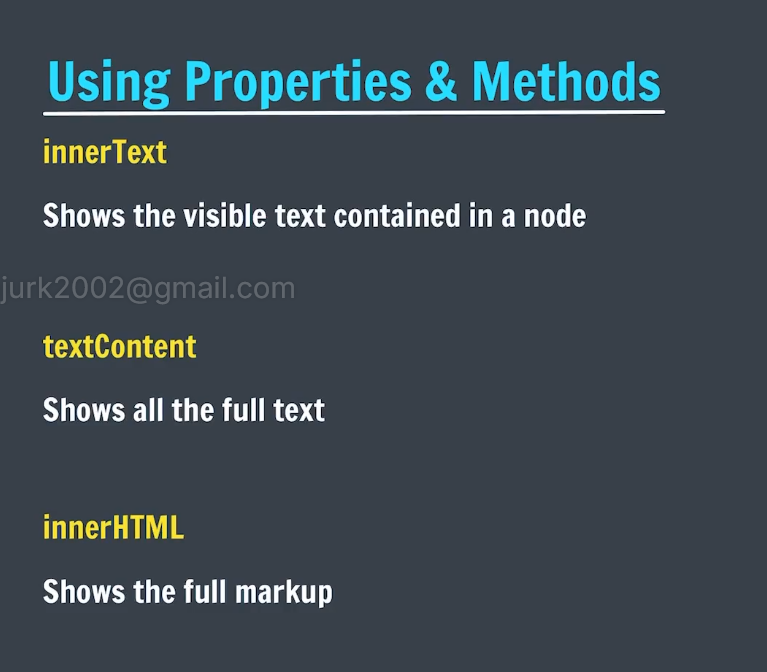 Using Properties & Methods
innerText
Shows the visible text contained in a node
jurk2002@gmail.com
textContent
Shows all the full text
innerHTML
Shows the full markup